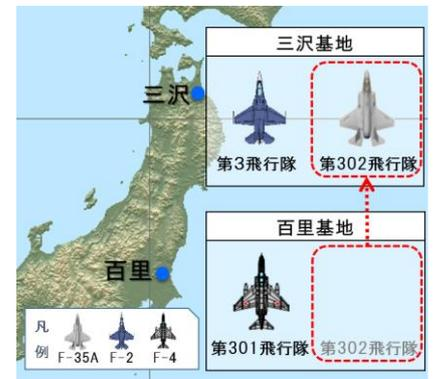 三沢基地
三沢
第3飛行隊
第302飛行隊
百里基地
百里
第301飛行隊
第302飛行隊
凡例
F-35A
F-2
F-4